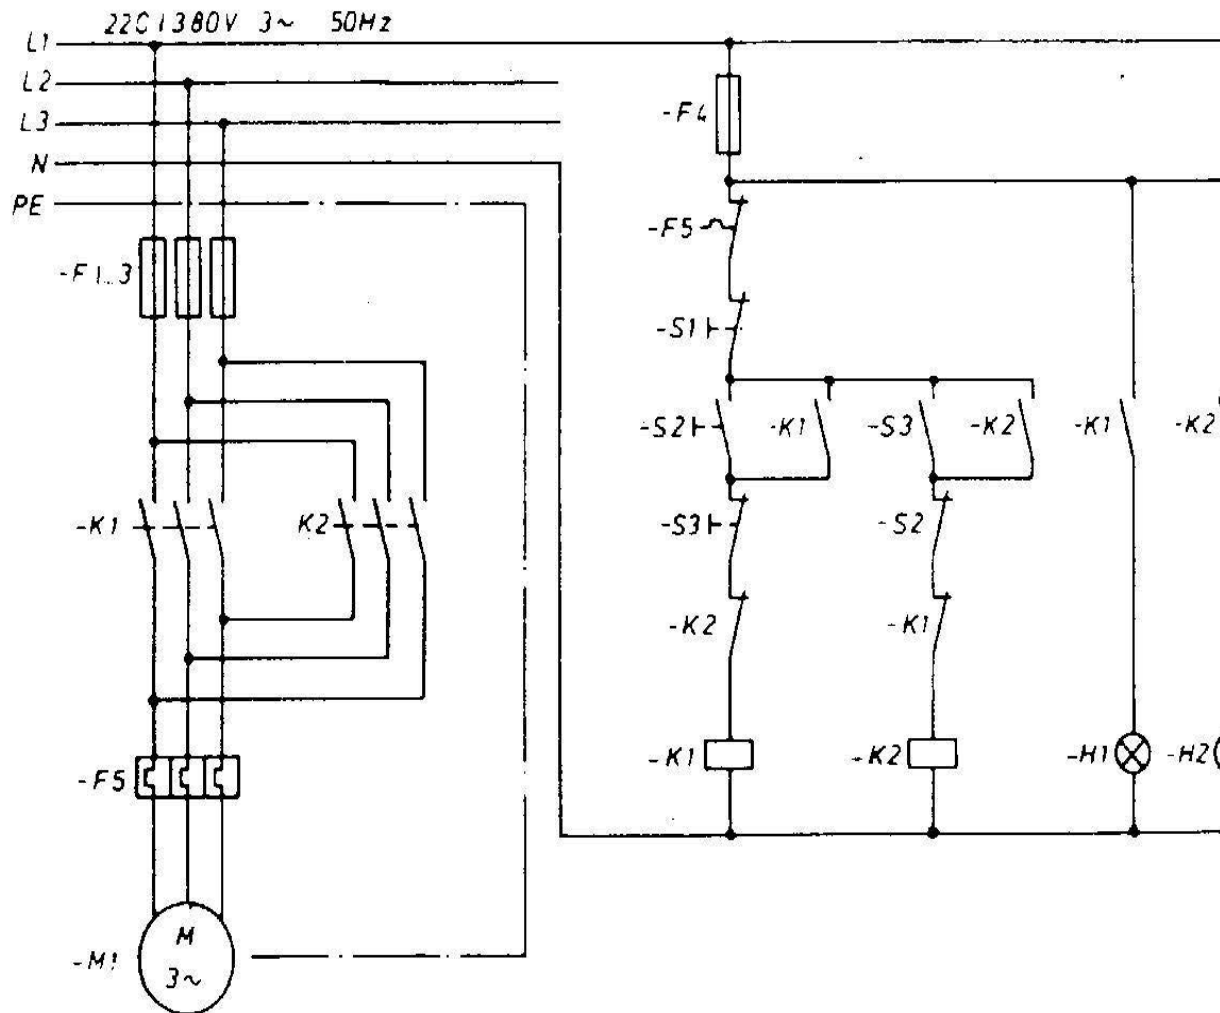 220/380V 3~ 50Hz
L1
L2
L3
N
PE
-F1...3
-K1 K2
-F5
-M1
M
3~
-F4
-F5
-S1
-S2 -K1 -S3 -K2 -K1 -K2
-S3 -S2
-K2 -K1
-K1 -K2 -H1 -H2